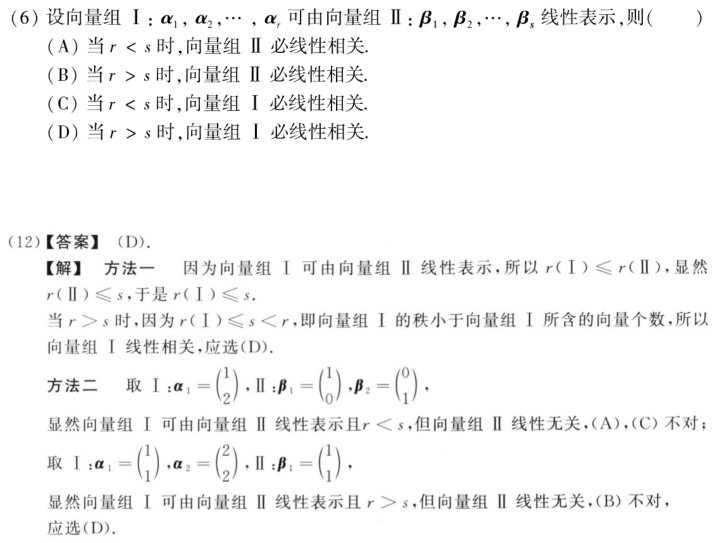 (6) 设向量组 Ⅰ: α₁, α₂, ⋯, αᵣ 可由向量组 Ⅱ: β₁, β₂, ⋯, βₛ 线性表示,则(    )
(A) 当 r < s 时,向量组 Ⅱ 必线性相关.
(B) 当 r > s 时,向量组 Ⅱ 必线性相关.
(C) 当 r < s 时,向量组 Ⅰ 必线性相关.
(D) 当 r > s 时,向量组 Ⅰ 必线性相关.
(12)【答案】 (D).
【解】 方法一 因为向量组 Ⅰ 可由向量组 Ⅱ 线性表示,所以 r(Ⅰ) ≤ r(Ⅱ),显然
r(Ⅱ) ≤ s,于是 r(Ⅰ) ≤ s.
当 r > s 时,因为 r(Ⅰ) ≤ s < r,即向量组 Ⅰ 的秩小于向量组 Ⅰ 所含的向量个数,所以
向量组 Ⅰ 线性相关,应选(D).
方法二 取 Ⅰ: α₁ = (1 2), Ⅱ: β₁ = (1 0), β₂ = (0 1),
显然向量组 Ⅰ 可由向量组 Ⅱ 线性表示且 r < s,但向量组 Ⅱ 线性无关,(A),(C) 不对;
取 Ⅰ: α₁ = (1 1), α₂ = (2 2), Ⅱ: β₁ = (1 1),
显然向量组 Ⅰ 可由向量组 Ⅱ 线性表示且 r > s,但向量组 Ⅱ 线性无关,(B) 不对,
应选(D).